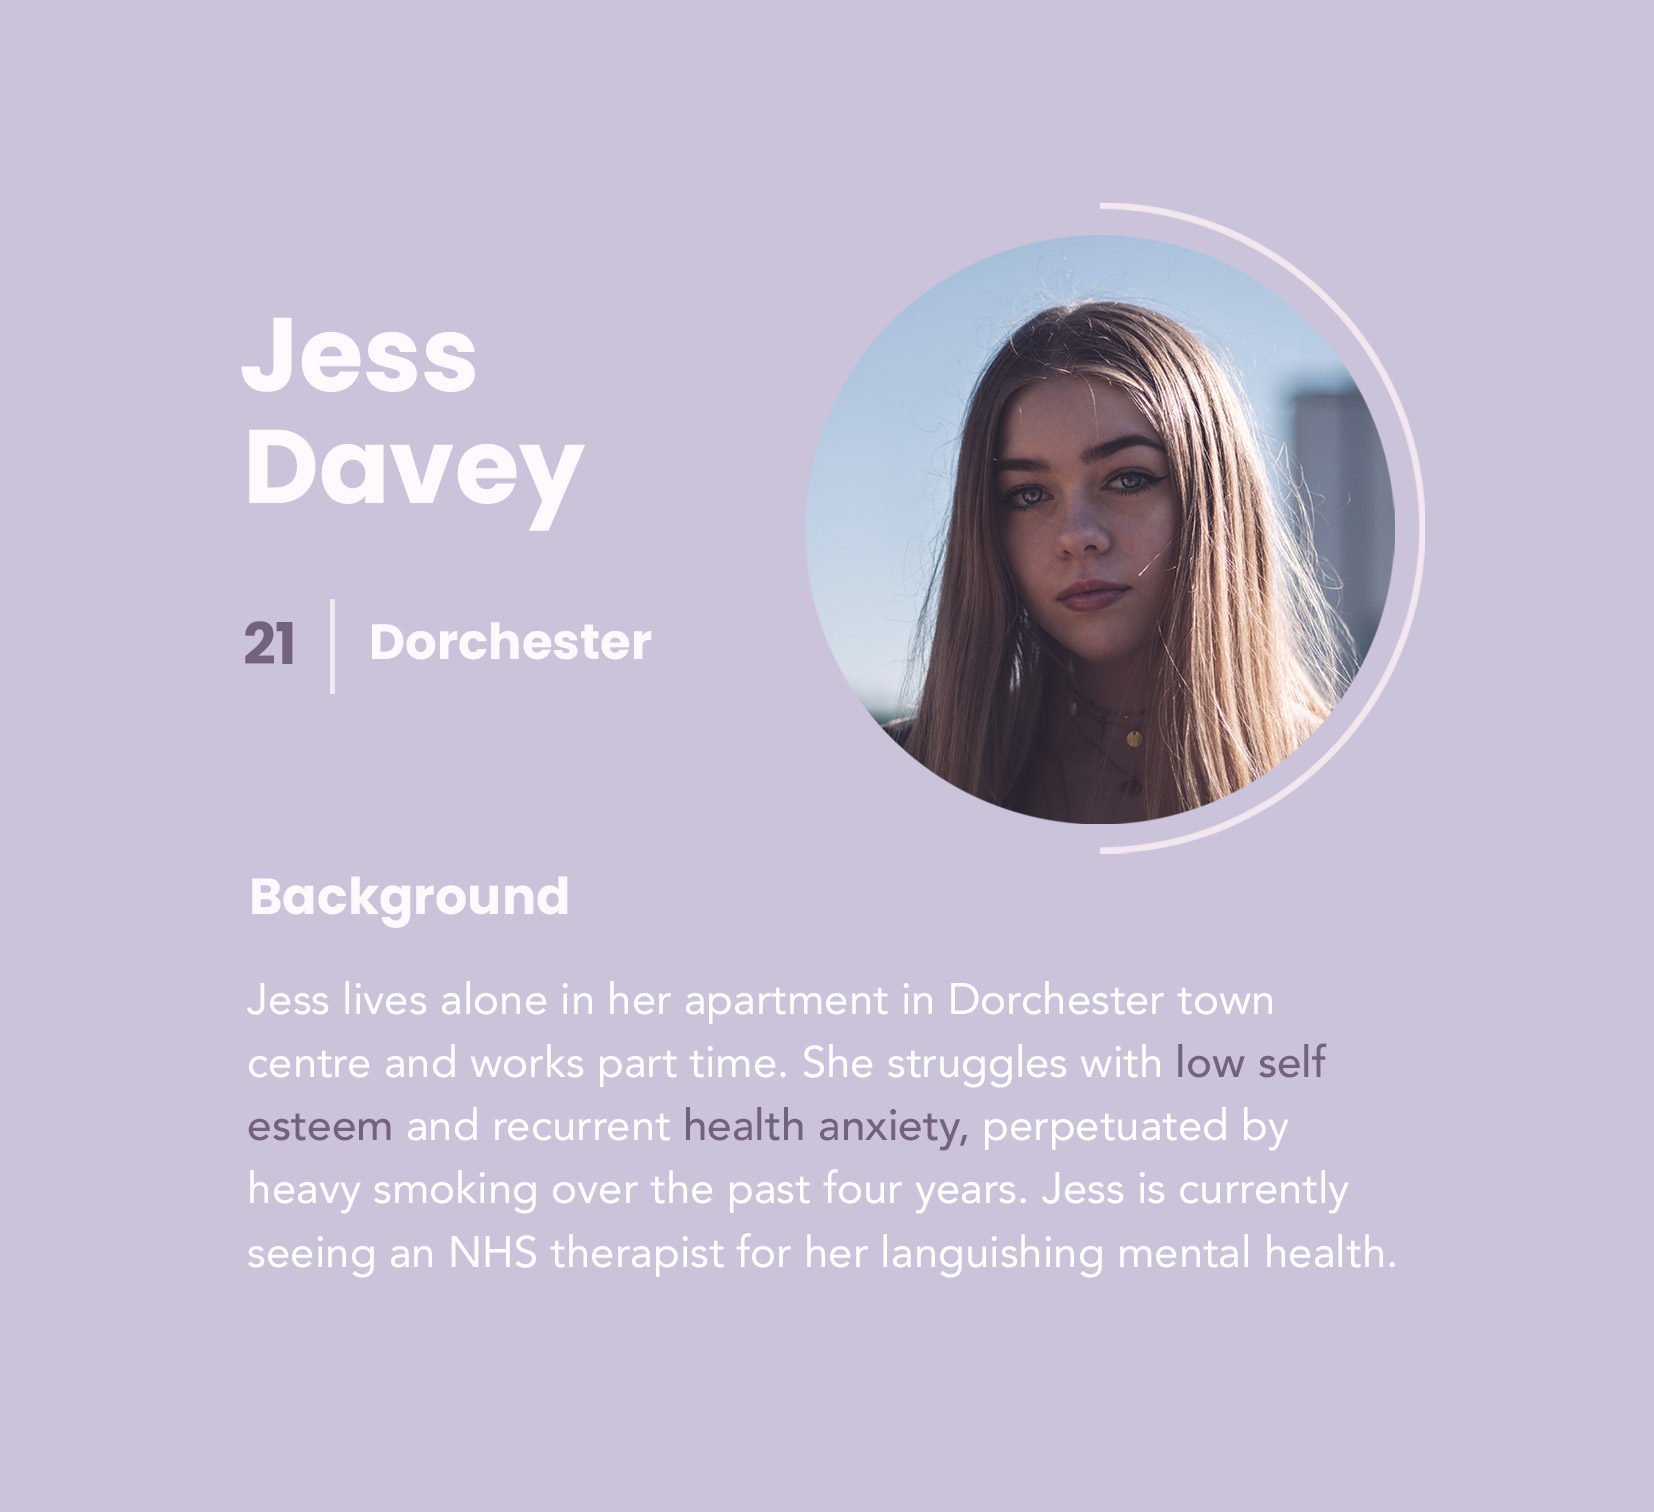 Jess
Davey
21
Dorchester
Background
Jess lives alone in her apartment in Dorchester town
centre and works part time. She struggles with low self
esteem and recurrent health anxiety, perpetuated by
heavy smoking over the past four years. Jess is currently
seeing an NHS therapist for her languishing mental health.